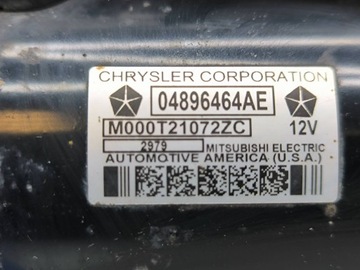 CHRYSLER CORPORATION
04896464AE
M000T21072ZC 12V
2979 MITSUBISHI ELECTRIC
AUTOMOTIVE AMERICA (U.S.A.)